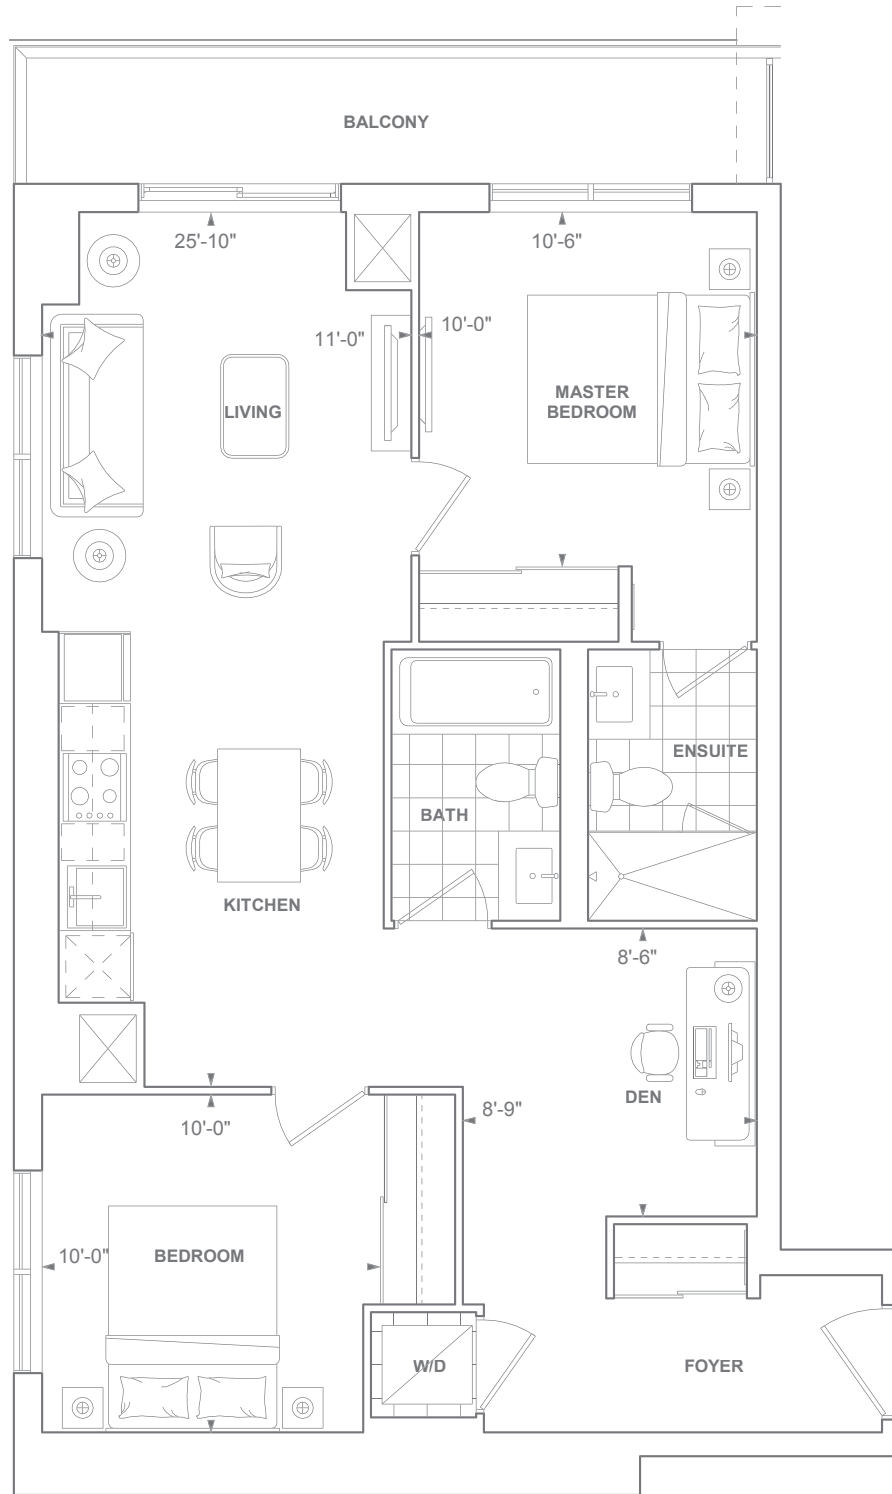 BALCONY
25'-10"
10'-6"
11'-0"
10'-0"
LIVING
MASTER
BEDROOM
ENSUITE
BATH
KITCHEN
8'-6"
DEN
8'-9"
10'-0"
10'-0"
BEDROOM
W/D
FOYER